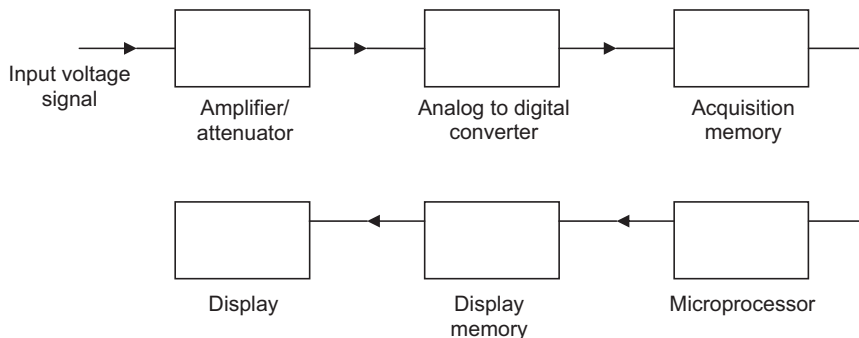 Input voltage
signal
Amplifier/
attenuator
Analog to digital
converter
Acquisition
memory
Display
Display
memory
Microprocessor